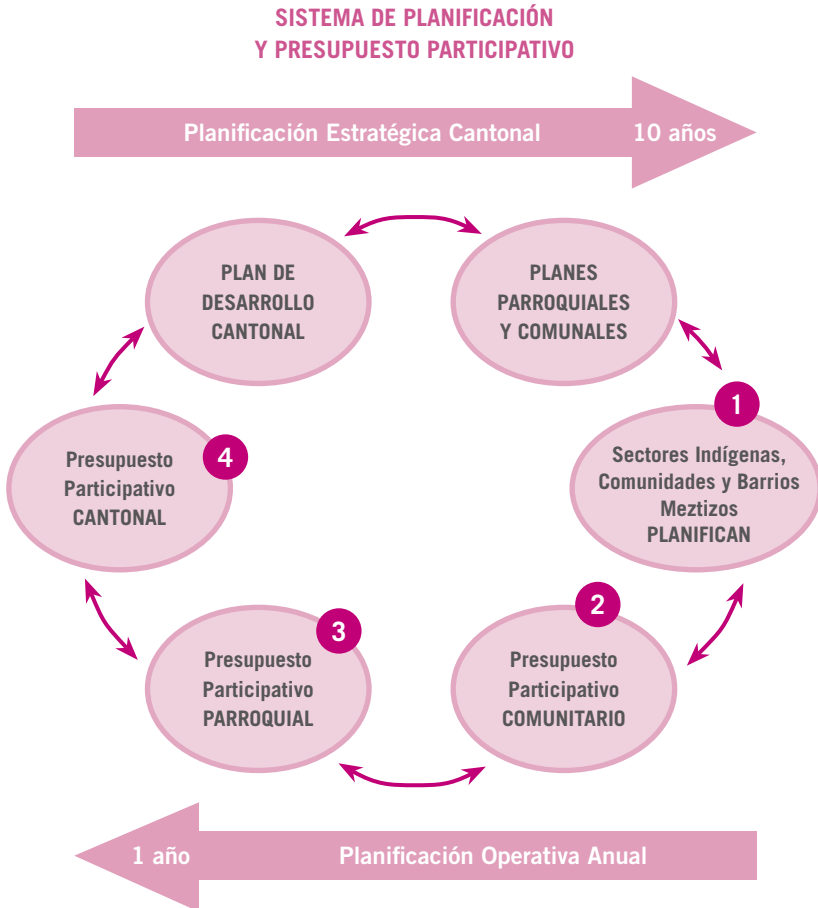 SISTEMA DE PLANIFICACIÓN
Y PRESUPUESTO PARTICIPATIVO
Planificación Estratégica Cantonal 10 años
PLAN DE
DESARROLLO
CANTONAL
PLANES
PARROQUIALES
Y COMUNALES
1
Sectores Indígenas,
Comunidades y Barrios
Meztizos
PLANIFICAN
2
Presupuesto
Participativo
COMUNITARIO
3
Presupuesto
Participativo
PARROQUIAL
4
Presupuesto
Participativo
CANTONAL
1 año Planificación Operativa Anual